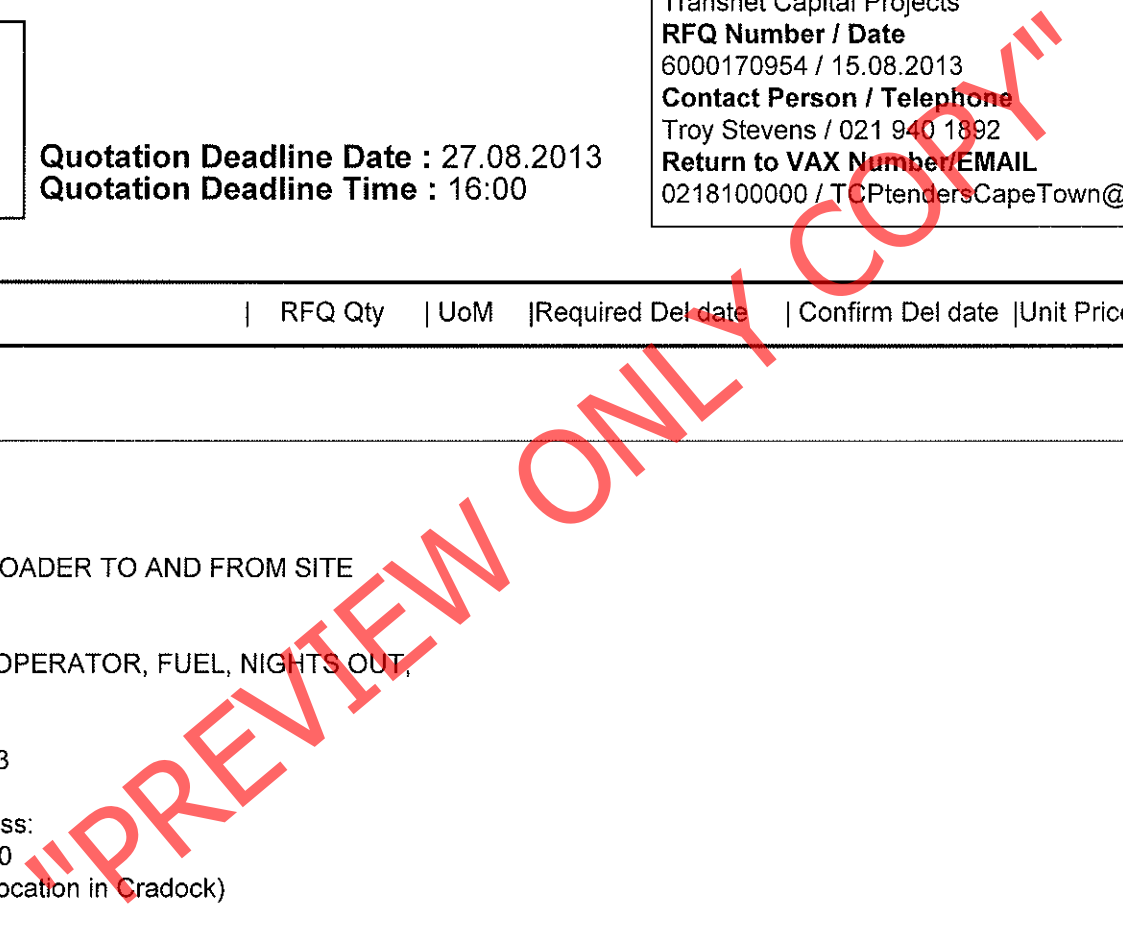 Transnet Capital Projects
RFQ Number / Date
6000170954 / 15.08.2013
Contact Person / Telephone
Troy Stevens / 021 940 1892
Quotation Deadline Date : 27.08.2013
Return to VAX Number/EMAIL
Quotation Deadline Time : 16:00
0218100000 / TCPtendersCapeTown@
| RFQ Qty | UoM |Required Del date | Confirm Del date |Unit Price
OADER TO AND FROM SITE
OPERATOR, FUEL, NIGHTS OUT,
3
ss:
0
ocation in Cradock)
"PREVIEW ONLY COPY"